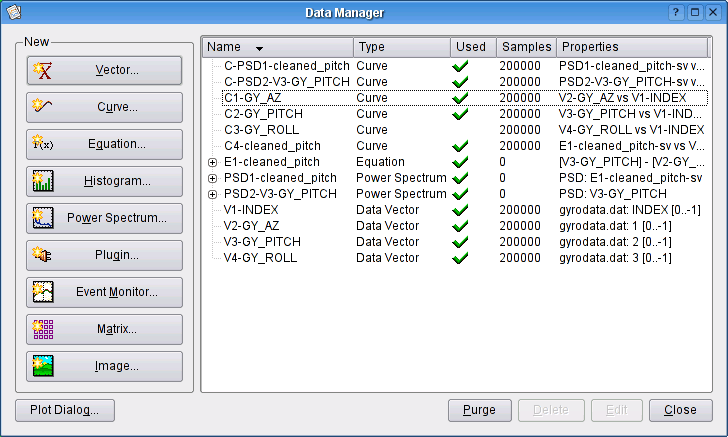 Data Manager
New
Vector...
Curve...
Equation...
Histogram...
Power Spectrum...
Plugin...
Event Monitor...
Matrix...
Image...
Name Type Used Samples Properties
C-PSD1-cleaned_pitch Curve 200000 PSD1-cleaned_pitch-sv v...
C-PSD2-V3-GY_PITCH Curve 200000 PSD2-V3-GY_PITCH-sv v...
C1-GY_AZ Curve 200000 V2-GY_AZ vs V1-INDEX
C2-GY_PITCH Curve 200000 V3-GY_PITCH vs V1-IND...
C3-GY_ROLL Curve 200000 V4-GY_ROLL vs V1-INDEX
C4-cleaned_pitch Curve 200000 E1-cleaned_pitch-sv vs V...
E1-cleaned_pitch Equation 0 [V3-GY_PITCH] - [V2-GY_...
PSD1-cleaned_pitch Power Spectrum 0 PSD: E1-cleaned_pitch-sv
PSD2-V3-GY_PITCH Power Spectrum 0 PSD: V3-GY_PITCH
V1-INDEX Data Vector 200000 gyrodata.dat: INDEX [0..-1]
V2-GY_AZ Data Vector 200000 gyrodata.dat: 1 [0..-1]
V3-GY_PITCH Data Vector 200000 gyrodata.dat: 2 [0..-1]
V4-GY_ROLL Data Vector 200000 gyrodata.dat: 3 [0..-1]
Plot Dialog... Purge Delete Edit Close